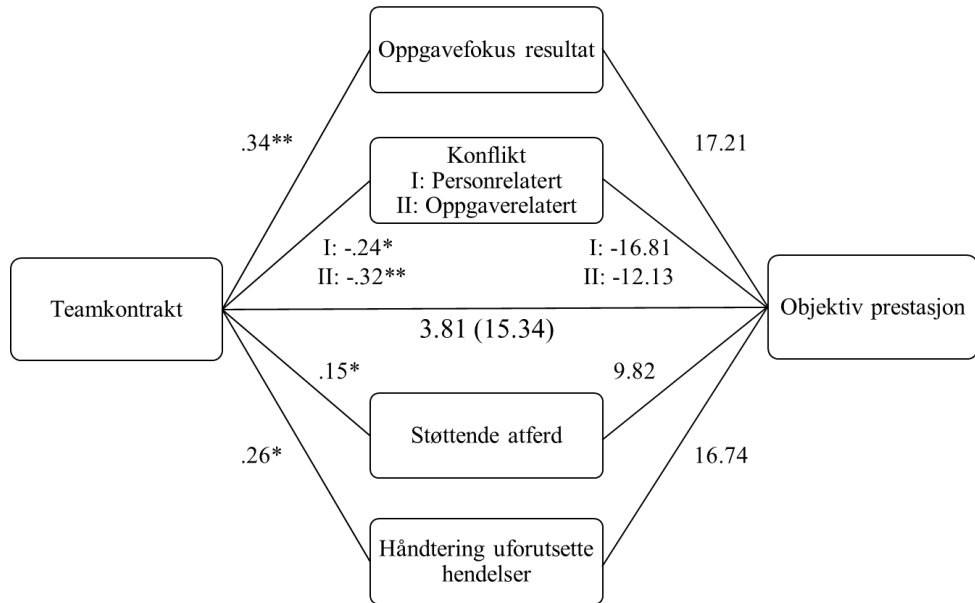 Oppgavefokus resultat
.34**
17.21
Konflikt
I: Personrelatert
II: Oppgaverelatert
I: -.24*
II: -.32**
I: -16.81
II: -12.13
Teamkontrakt
Objektiv prestasjon
3.81 (15.34)
.15*
9.82
Støttende atferd
.26*
16.74
Håndtering uforutsette
hendelser